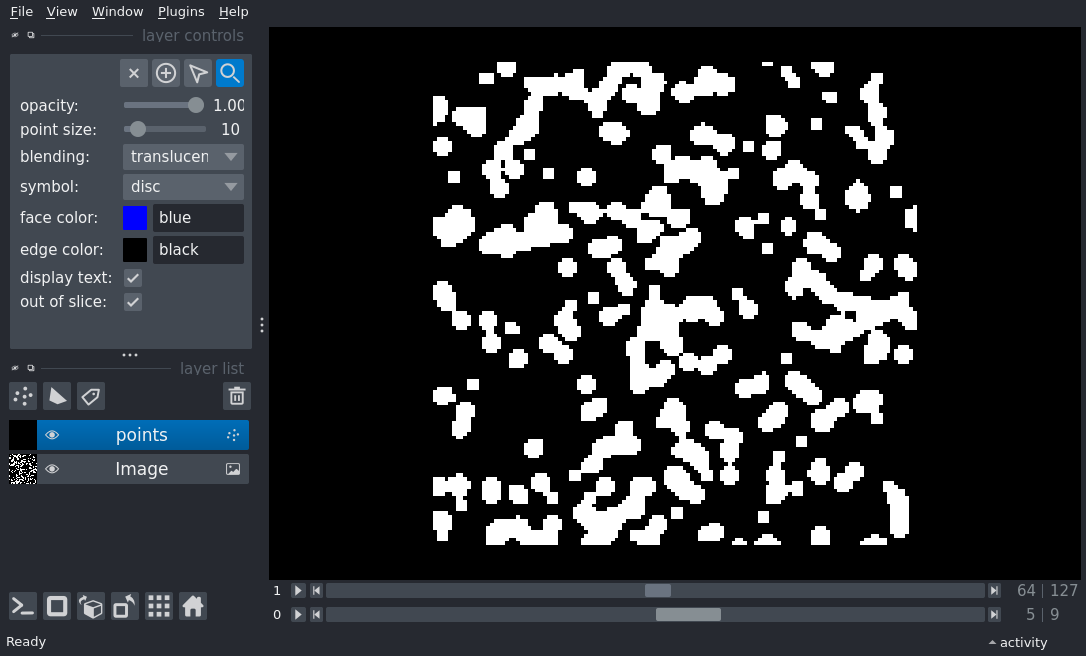 File View Window Plugins Help
layer controls
opacity: 1.00
point size: 10
blending: translucen
symbol: disc
face color: blue
edge color: black
display text:
out of slice:
layer list
points
Image
1 64 127
0 5 9
Ready activity